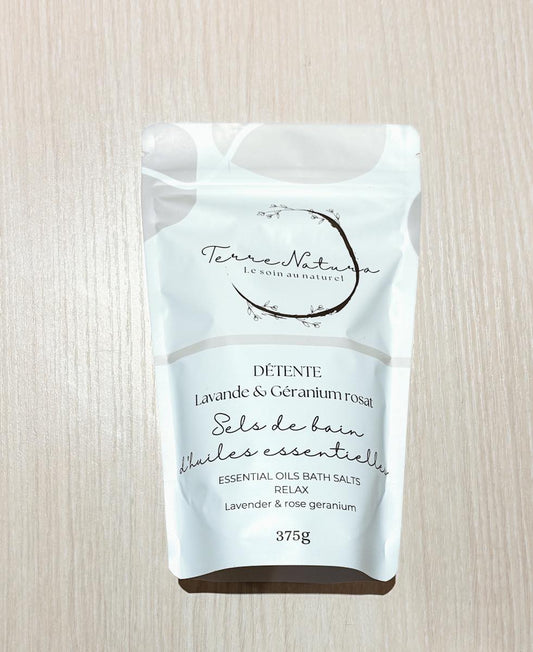 Terre Natura
Le soin au naturel
DÉTENTE
Lavande & Géranium rosat
Sels de bain
d'huiles essentielles
ESSENTIAL OILS BATH SALTS
RELAX
Lavender & rose geranium
375g